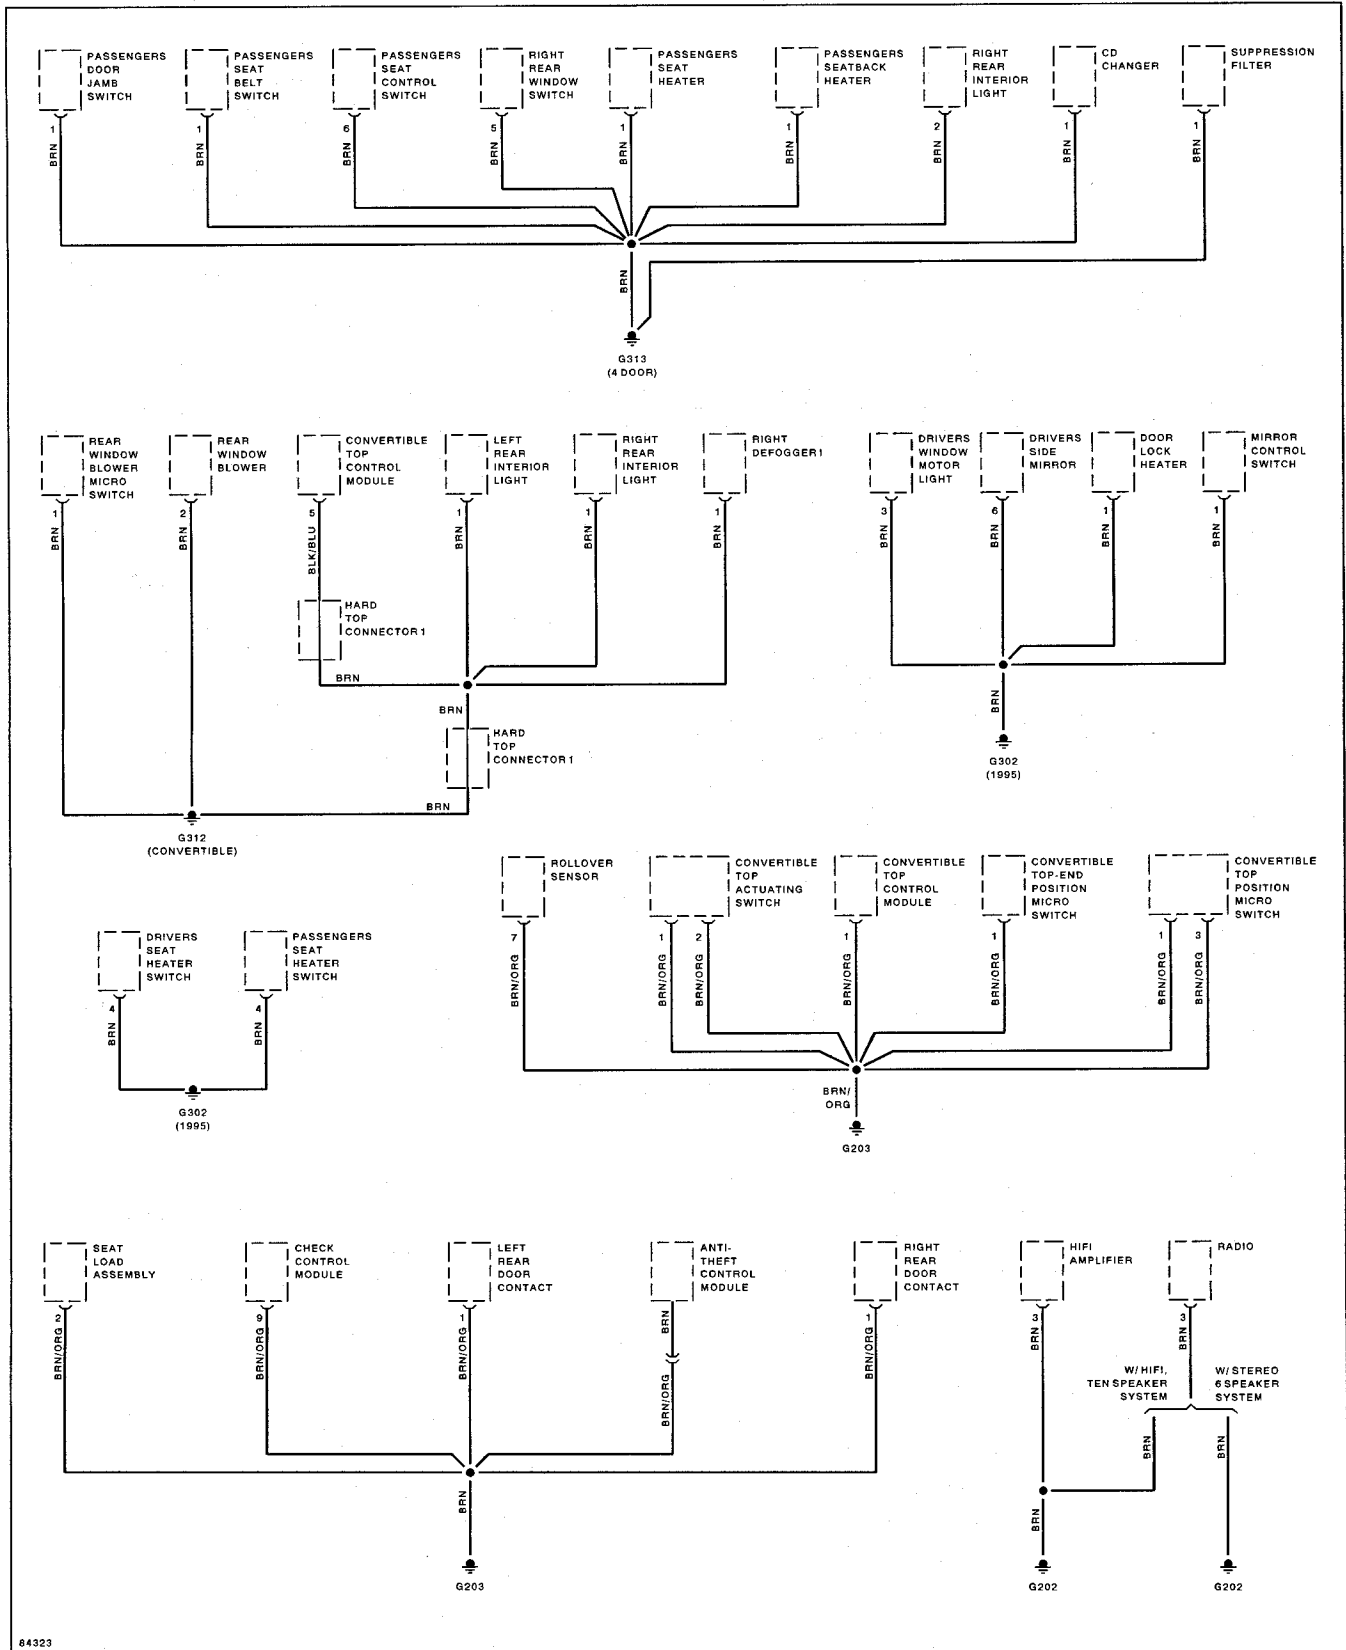 PASSENGERS
DOOR
JAMB
SWITCH
PASSENGERS
SEAT
BELT
SWITCH
PASSENGERS
SEAT
CONTROL
SWITCH
RIGHT
REAR
WINDOW
SWITCH
PASSENGERS
SEAT
HEATER
PASSENGERS
SEATBACK
HEATER
RIGHT
REAR
INTERIOR
LIGHT
CD
CHANGER
SUPPRESSION
FILTER
1
BRN
1
BRN
6
BRN
5
BRN
1
BRN
1
BRN
2
BRN
1
BRN
1
BRN
BRN
G313
(4 DOOR)
REAR
WINDOW
BLOWER
MICRO
SWITCH
REAR
WINDOW
BLOWER
CONVERTIBLE
TOP
CONTROL
MODULE
LEFT
REAR
INTERIOR
LIGHT
RIGHT
REAR
INTERIOR
LIGHT
RIGHT
DEFOGGER 1
DRIVERS
WINDOW
MOTOR
LIGHT
DRIVERS
SIDE
MIRROR
DOOR
LOCK
HEATER
MIRROR
CONTROL
SWITCH
1
BRN
2
BRN
5
BLK/BLU
1
BRN
1
BRN
1
BRN
3
BRN
6
BRN
1
BRN
1
BRN
HARD
TOP
CONNECTOR 1
BRN
BRN
HARD
TOP
CONNECTOR 1
BRN
G312
(CONVERTIBLE)
BRN
G302
(1995)
DRIVERS
SEAT
HEATER
SWITCH
PASSENGERS
SEAT
HEATER
SWITCH
4
BRN
4
BRN
G302
(1995)
ROLLOVER
SENSOR
CONVERTIBLE
TOP
ACTUATING
SWITCH
CONVERTIBLE
TOP
CONTROL
MODULE
CONVERTIBLE
TOP-END
POSITION
MICRO
SWITCH
CONVERTIBLE
TOP
POSITION
MICRO
SWITCH
7
BRN/ORG
1
BRN/ORG
2
BRN/ORG
1
BRN/ORG
1
BRN/ORG
1
BRN/ORG
3
BRN/ORG
BRN/
ORG
G203
SEAT
LOAD
ASSEMBLY
CHECK
CONTROL
MODULE
LEFT
REAR
DOOR
CONTACT
ANTI-
THEFT
CONTROL
MODULE
RIGHT
REAR
DOOR
CONTACT
HIFI
AMPLIFIER
RADIO
2
BRN/ORG
9
BRN/ORG
1
BRN/ORG
BRN
BRN/ORG
1
BRN/ORG
3
BRN
3
BRN
W/ HIFI,
TEN SPEAKER
SYSTEM
W/ STEREO
6 SPEAKER
SYSTEM
BRN
BRN
BRN
G203
BRN
G202
G202
84323